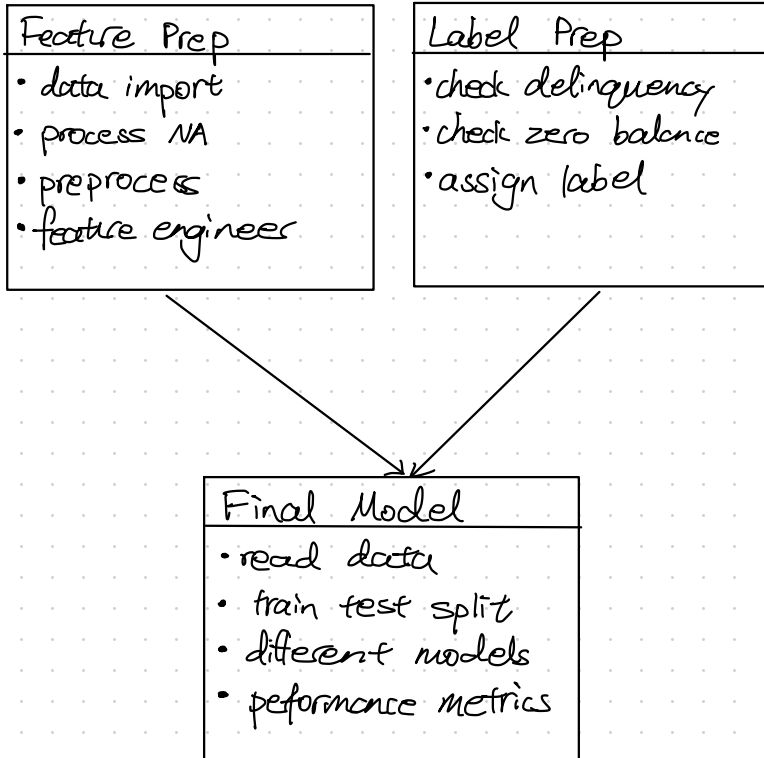 Feature Prep
• data import
• process NA
• preprocess
• feature engineer
Label Prep
• check delinquency
• check zero balance
• assign label
Final Model
• read data
• train test split
• different models
• peformance metrics